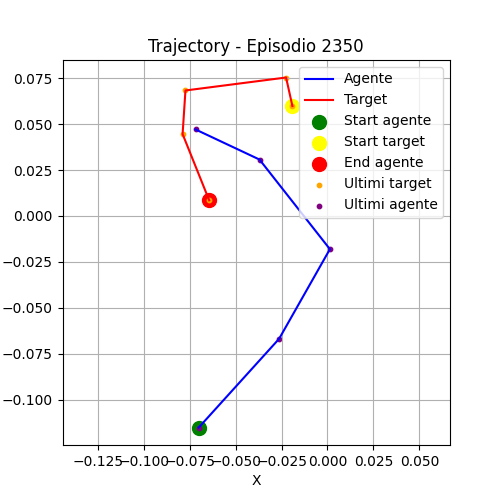 Trajectory - Episodio 2350
Agente
Target
Start agente
Start target
End agente
Ultimi target
Ultimi agente
0.075
0.050
0.025
0.000
−0.025
−0.050
−0.075
−0.100
−0.125 −0.100 −0.075 −0.050 −0.025 0.000 0.025 0.050
X